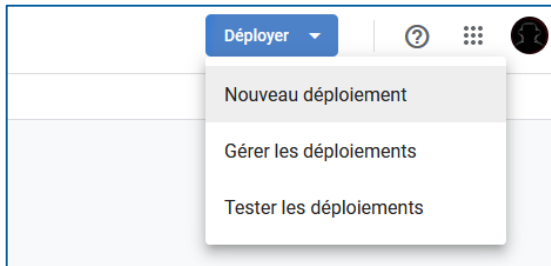 Déployer
Nouveau déploiement
Gérer les déploiements
Tester les déploiements